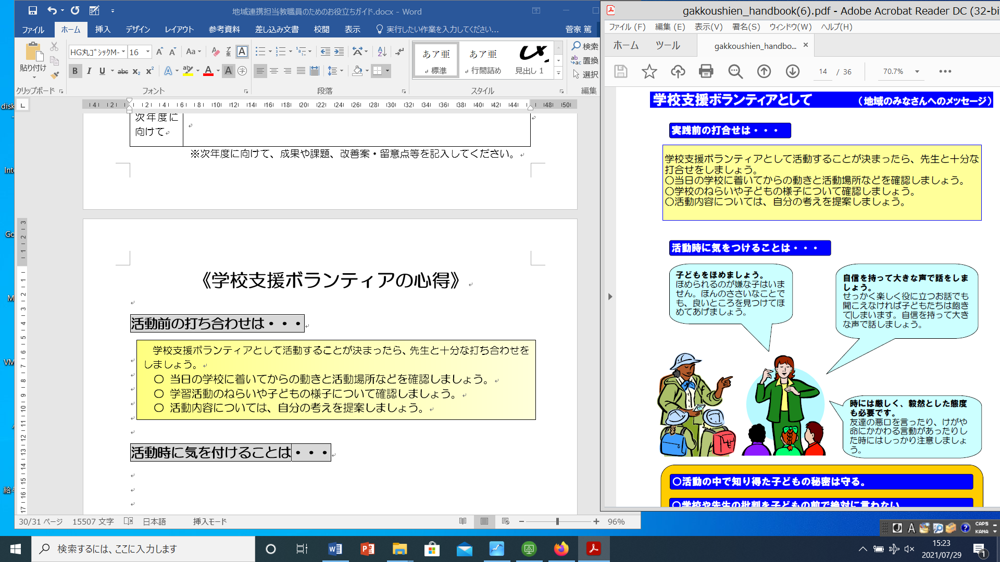 地域連携担当教職員のためのお役立ちガイド.docx - Word
ファイル ホーム 挿入 デザイン レイアウト 参考資料 差し込み文書 校閲 表示 実行したい作業を入力してください... 菅家 篤
貼り付け
HG丸ｺﾞｼｯｸM- 16
あア亜 あア亜
標準 行間詰め 見出し 1
検索
置換
選択
クリップボード フォント 段落 スタイル 編集
次年度に
向けて
※次年度に向けて、成果や課題、改善案・留意点等を記入してください。
《学校支援ボランティアの心得》
活動前の打ち合わせは・・・
学校支援ボランティアとして活動することが決まったら、先生と十分な打ち合わせを
しましょう。
○ 当日の学校に着いてからの動きと活動場所などを確認しましょう。
○ 学習活動のねらいや子どもの様子について確認しましょう。
○ 活動内容については、自分の考えを提案しましょう。
活動時に気を付けることは・・・
30/31 ページ 15507 文字 日本語 挿入モード 96%
gakkoushien_handbook(6).pdf - Adobe Acrobat Reader DC (32-bi
ファイル (F) 編集 (E) 表示(V) 署名(S) ウィンドウ(W) ヘルプ(H)
ホーム ツール gakkoushien_handbo... ×
14 / 36 70.7%
学校支援ボランティアとして （地域のみなさんへのメッセージ）
実践前の打合せは・・・
学校支援ボランティアとして活動することが決まったら、先生と十分な
打合せをしましょう。
○当日の学校に着いてからの動きと活動場所などを確認しましょう。
○学校のねらいや子どもの様子について確認しましょう。
○活動内容については、自分の考えを提案しましょう。
活動時に気をつけることは・・・
子どもをほめましょう。
ほめられるのが嫌な子はいま
せん。ほんのささいなことで
も、良いところを見つけてほ
めてあげましょう。
自信を持って大きな声で話をしま
しょう。
せっかく楽しく役に立つお話でも
聞こえなければ子どもたちは飽き
てしまいます。自信を持って大き
な声で話しましょう。
時には厳しく、毅然とした態度
も必要です。
友達の悪口を言ったり、けがや
命にかかわる言動があったりし
た時にはしっかり注意しましょ
う。
○活動の中で知り得た子どもの秘密は守る。
○学校や先生の批判を子どもの前で絶対に言わない
CAPS
KANA
検索するには、ここに入力します
15:23
2021/07/29
1